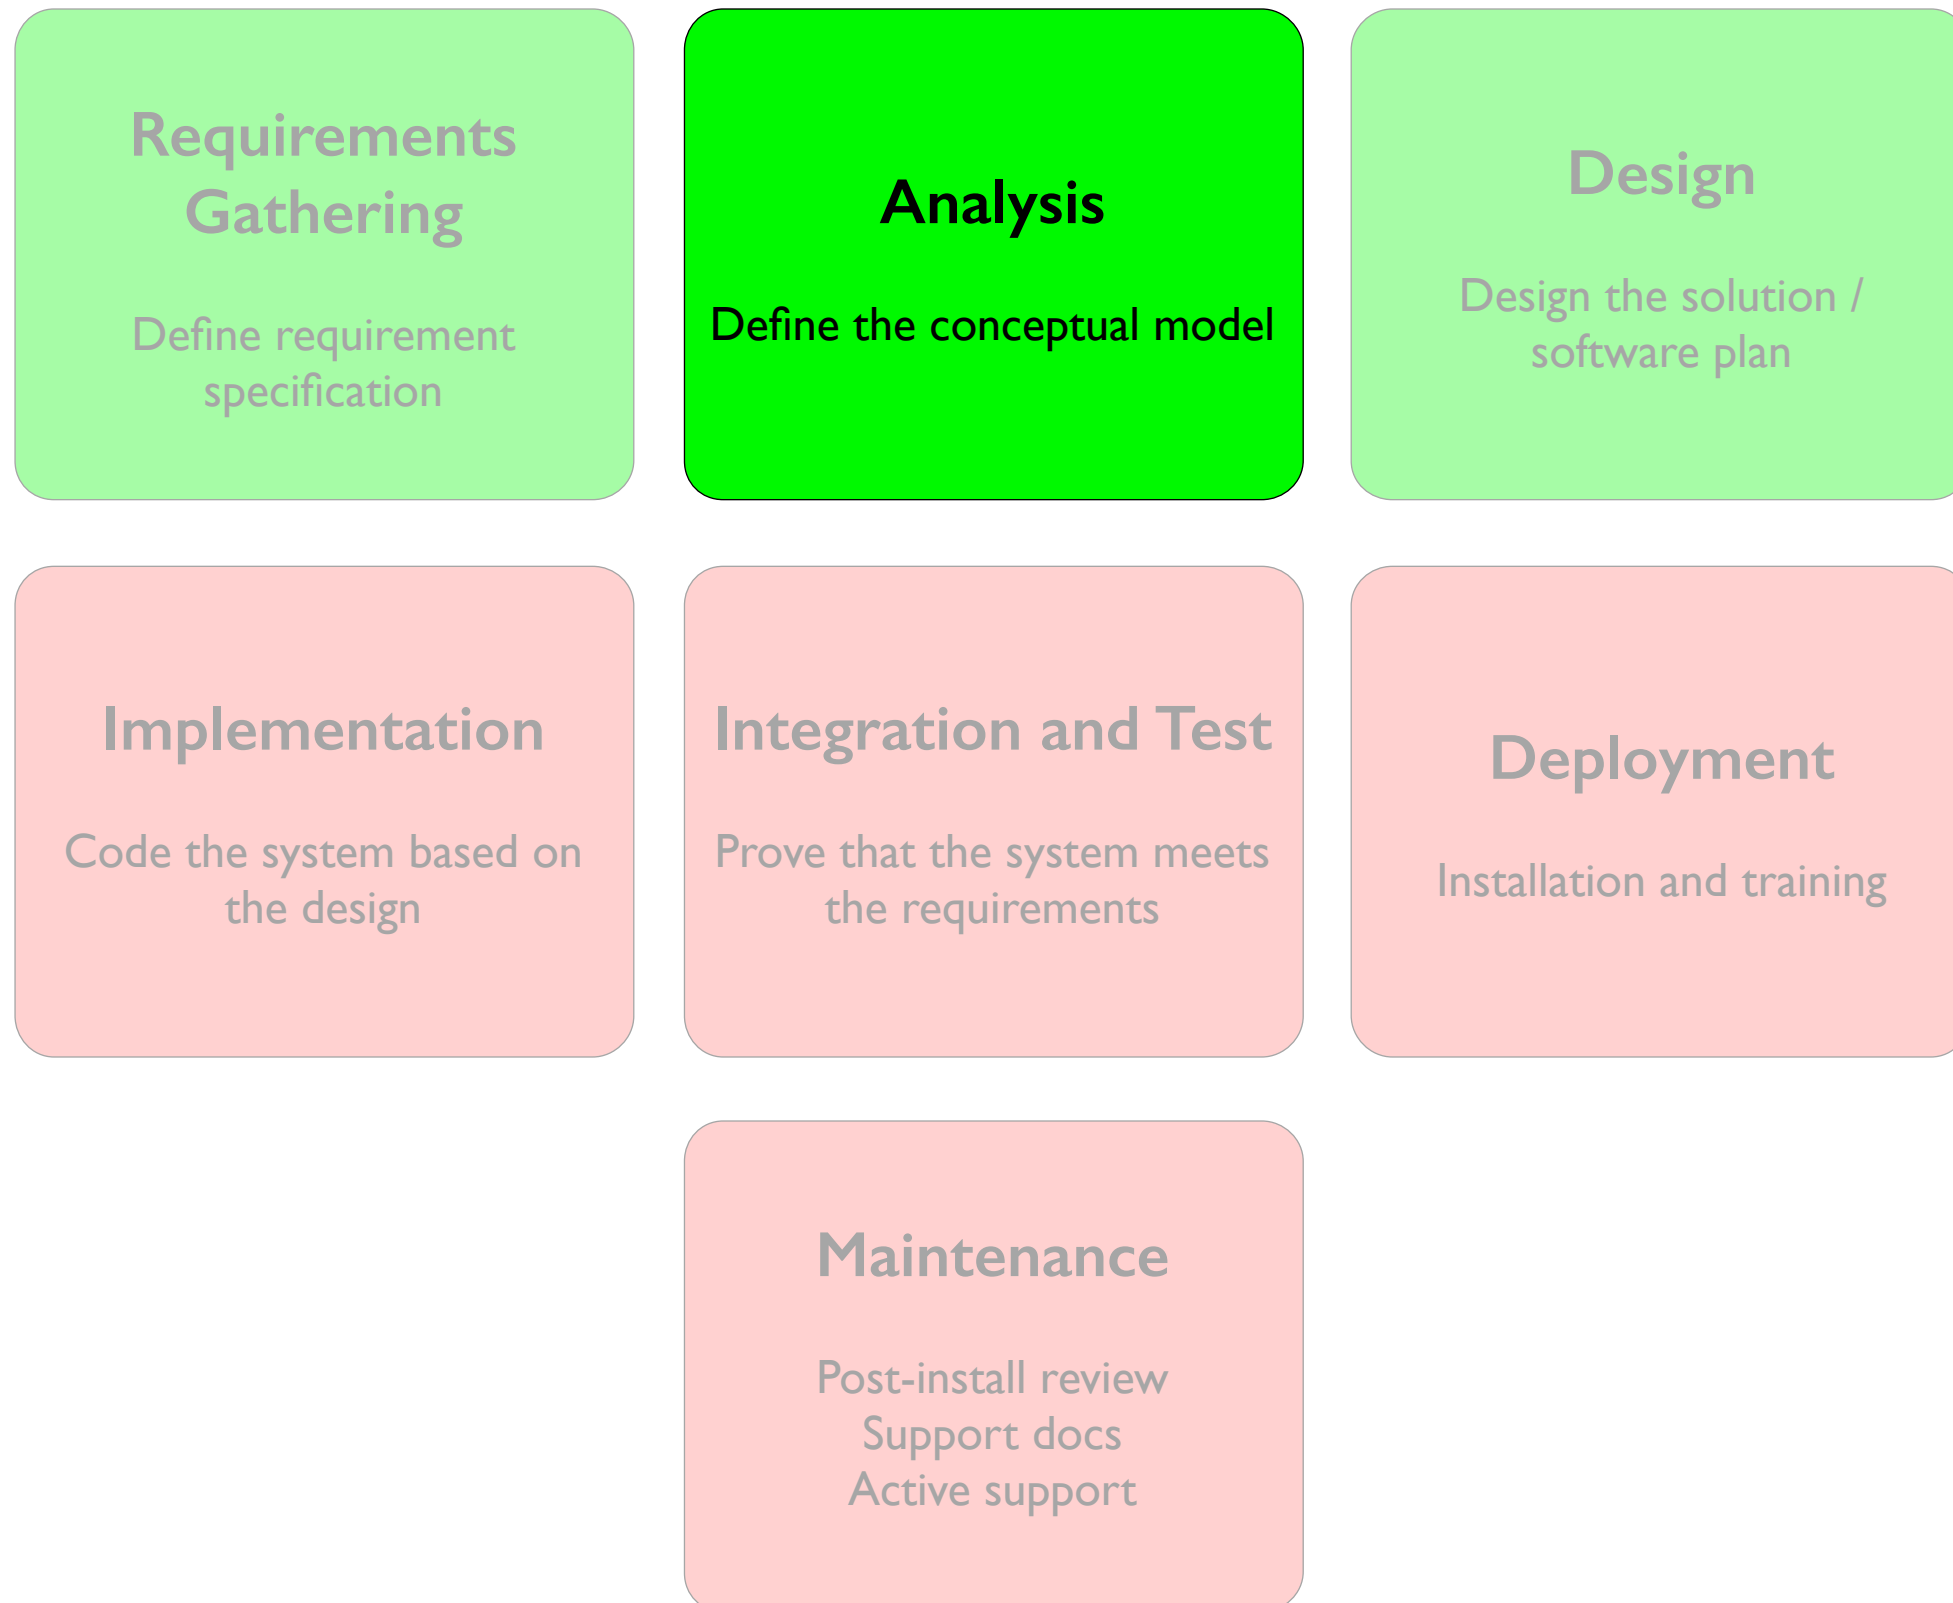 Requirements
Gathering
Define requirement
specification
Analysis
Define the conceptual model
Design
Design the solution /
software plan
Implementation
Code the system based on
the design
Integration and Test
Prove that the system meets
the requirements
Deployment
Installation and training
Maintenance
Post-install review
Support docs
Active support